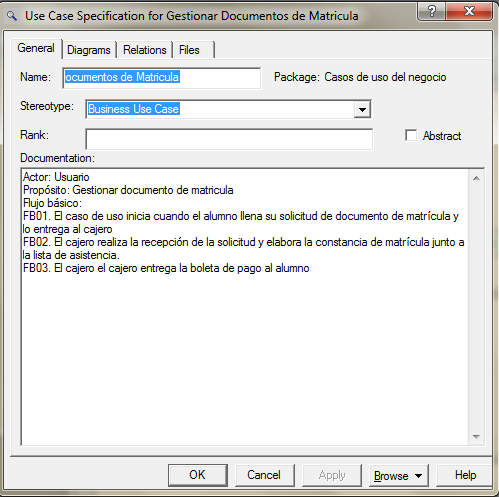 Use Case Specification for Gestionar Documentos de Matricula
General Diagrams Relations Files
Name: ocumentos de Matricula Package: Casos de uso del negocio
Stereotype: Business Use Case
Rank: Abstract
Documentation:
Actor: Usuario
Propósito: Gestionar documento de matricula
Flujo básico:
FB01. El caso de uso inicia cuando el alumno llena su solicitud de documento de matrícula y
lo entrega al cajero
FB02. El cajero realiza la recepción de la solicitud y elabora la constancia de matrícula junto a
la lista de asistencia.
FB03. El cajero el cajero entrega la boleta de pago al alumno
OK Cancel Apply Browse Help